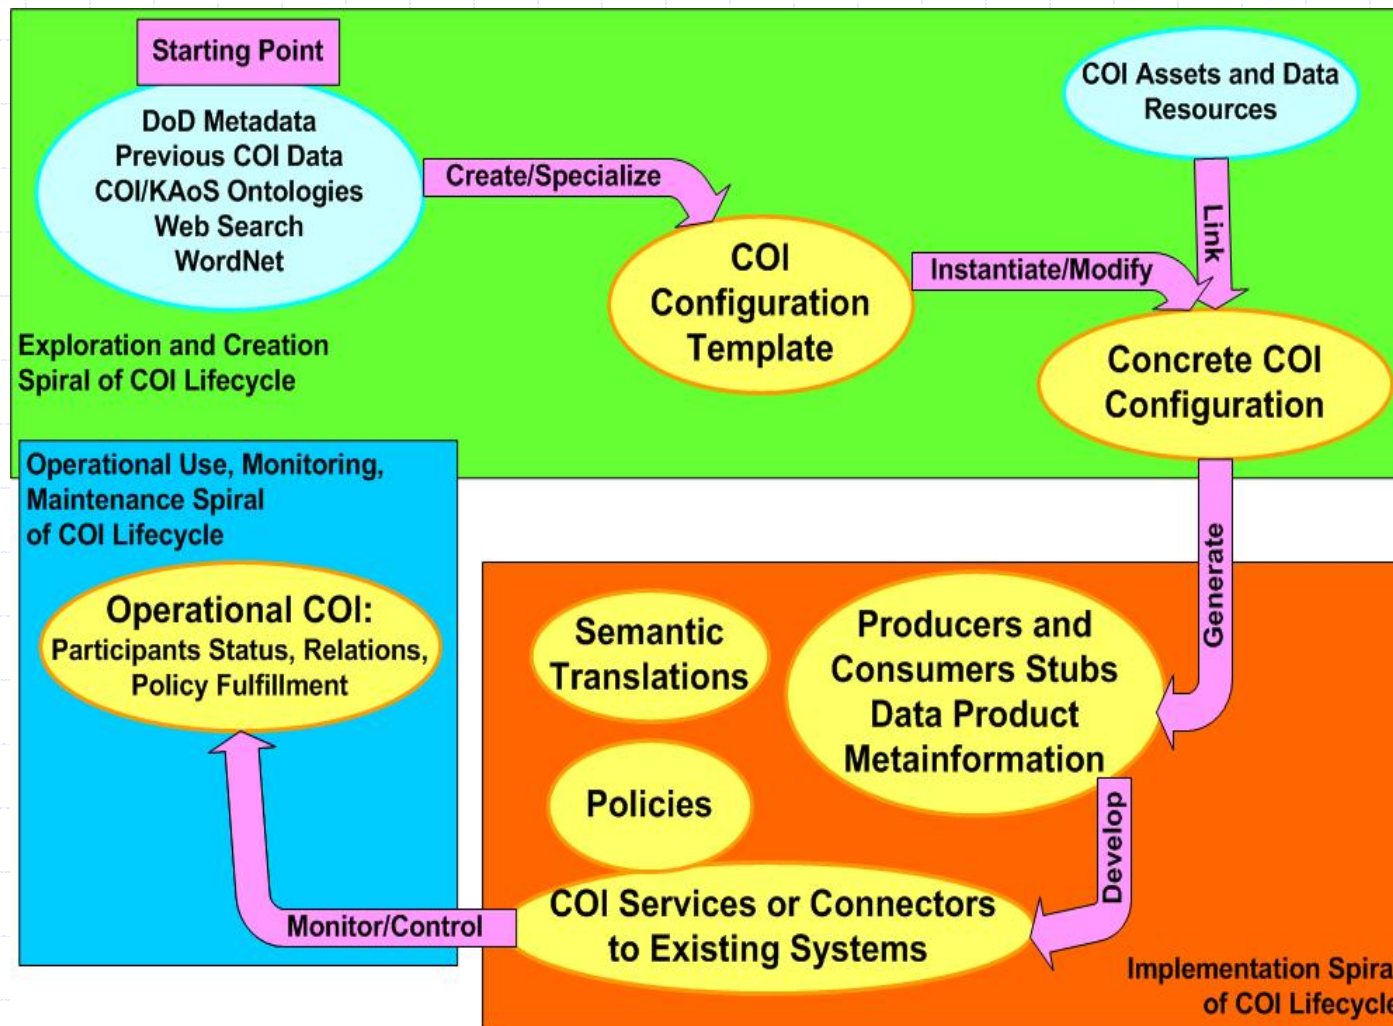 Starting Point
DoD Metadata
Previous COI Data
COI/KAoS Ontologies
Web Search
WordNet
Create/Specialize
COI
Configuration
Template
Instantiate/Modify
COI Assets and Data
Resources
Link
Concrete COI
Configuration
Exploration and Creation
Spiral of COI Lifecycle
Generate
Operational Use, Monitoring,
Maintenance Spiral
of COI Lifecycle
Operational COI:
Participants Status, Relations,
Policy Fulfillment
Semantic
Translations
Producers and
Consumers Stubs
Data Product
Metainformation
Policies
Develop
COI Services or Connectors
to Existing Systems
Monitor/Control
Implementation Spiral
of COI Lifecycle